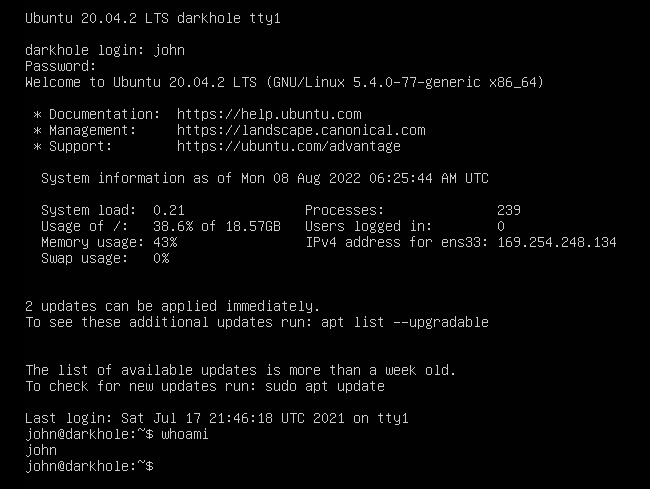 Ubuntu 20.04.2 LTS darkhole tty1
darkhole login: john
Password:
Welcome to Ubuntu 20.04.2 LTS (GNU/Linux 5.4.0-77-generic x86_64)
* Documentation:  https://help.ubuntu.com
* Management:     https://landscape.canonical.com
* Support:        https://ubuntu.com/advantage
System information as of Mon 08 Aug 2022 06:25:44 AM UTC
System load:  0.21               Processes:              239
Usage of /:   38.6% of 18.57GB   Users logged in:        0
Memory usage: 43%                IPv4 address for ens33: 169.254.248.134
Swap usage:   0%
2 updates can be applied immediately.
To see these additional updates run: apt list --upgradable
The list of available updates is more than a week old.
To check for new updates run: sudo apt update
Last login: Sat Jul 17 21:46:18 UTC 2021 on tty1
john@darkhole:~$ whoami
john
john@darkhole:~$